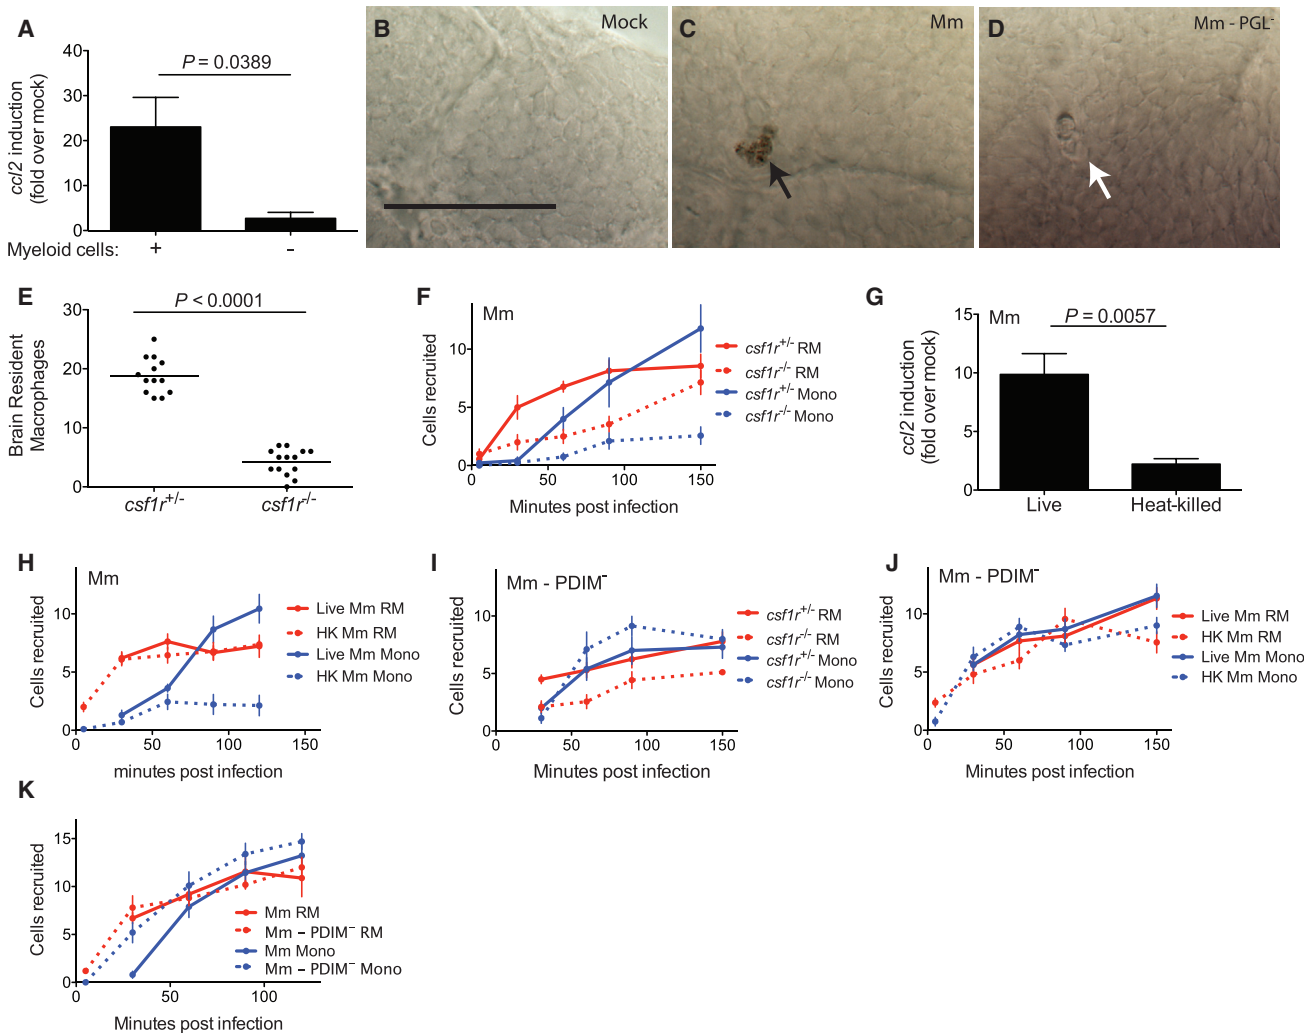 A
ccl2 induction
(fold over mock)
40
30
20
10
0
P = 0.0389
Myeloid cells: + -
B
Mock
C
Mm
D
Mm - PGL⁻
E
Brain Resident
Macrophages
30
20
10
0
P < 0.0001
csf1r+/- csf1r-/-
F
Mm
Cells recruited
10
5
0
0 50 100 150
Minutes post infection
csf1r+/- RM
csf1r-/- RM
csf1r+/- Mono
csf1r-/- Mono
G
Mm
ccl2 induction
(fold over mock)
15
10
5
0
P = 0.0057
Live Heat-killed
H
Mm
Cells recruited
10
5
0
0 50 100 150
minutes post infection
Live Mm RM
HK Mm RM
Live Mm Mono
HK Mm Mono
I
Mm - PDIM⁻
Cells recruited
10
5
0
0 50 100 150
Minutes post infection
csf1r+/- RM
csf1r-/- RM
csf1r+/- Mono
csf1r-/- Mono
J
Mm - PDIM⁻
Cells recruited
10
5
0
0 50 100 150
Minutes post infection
Live Mm RM
HK Mm RM
Live Mm Mono
HK Mm Mono
K
Cells recruited
15
10
5
0
0 50 100
Minutes post infection
Mm RM
Mm – PDIM⁻ RM
Mm Mono
Mm – PDIM⁻ Mono